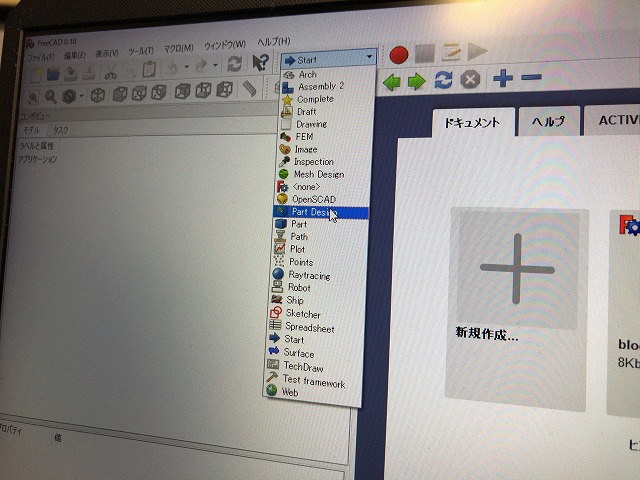 FreeCAD 0.18
ファイル(F) 編集(E) 表示(V) ツール(T) マクロ(M) ウィンドウ(W) ヘルプ(H)
Start
Arch
Assembly 2
Complete
Draft
Drawing
FEM
Image
Inspection
Mesh Design
<none>
OpenSCAD
Part Design
Part
Path
Plot
Points
Raytracing
Robot
Ship
Sketcher
Spreadsheet
Start
Surface
TechDraw
Test framework
Web
コンボビュー
モデル タスク
ラベルと属性
アプリケーション
プロパティ 値
ドキュメント ヘルプ ACTIV
新規作成...
bloc
8Kb